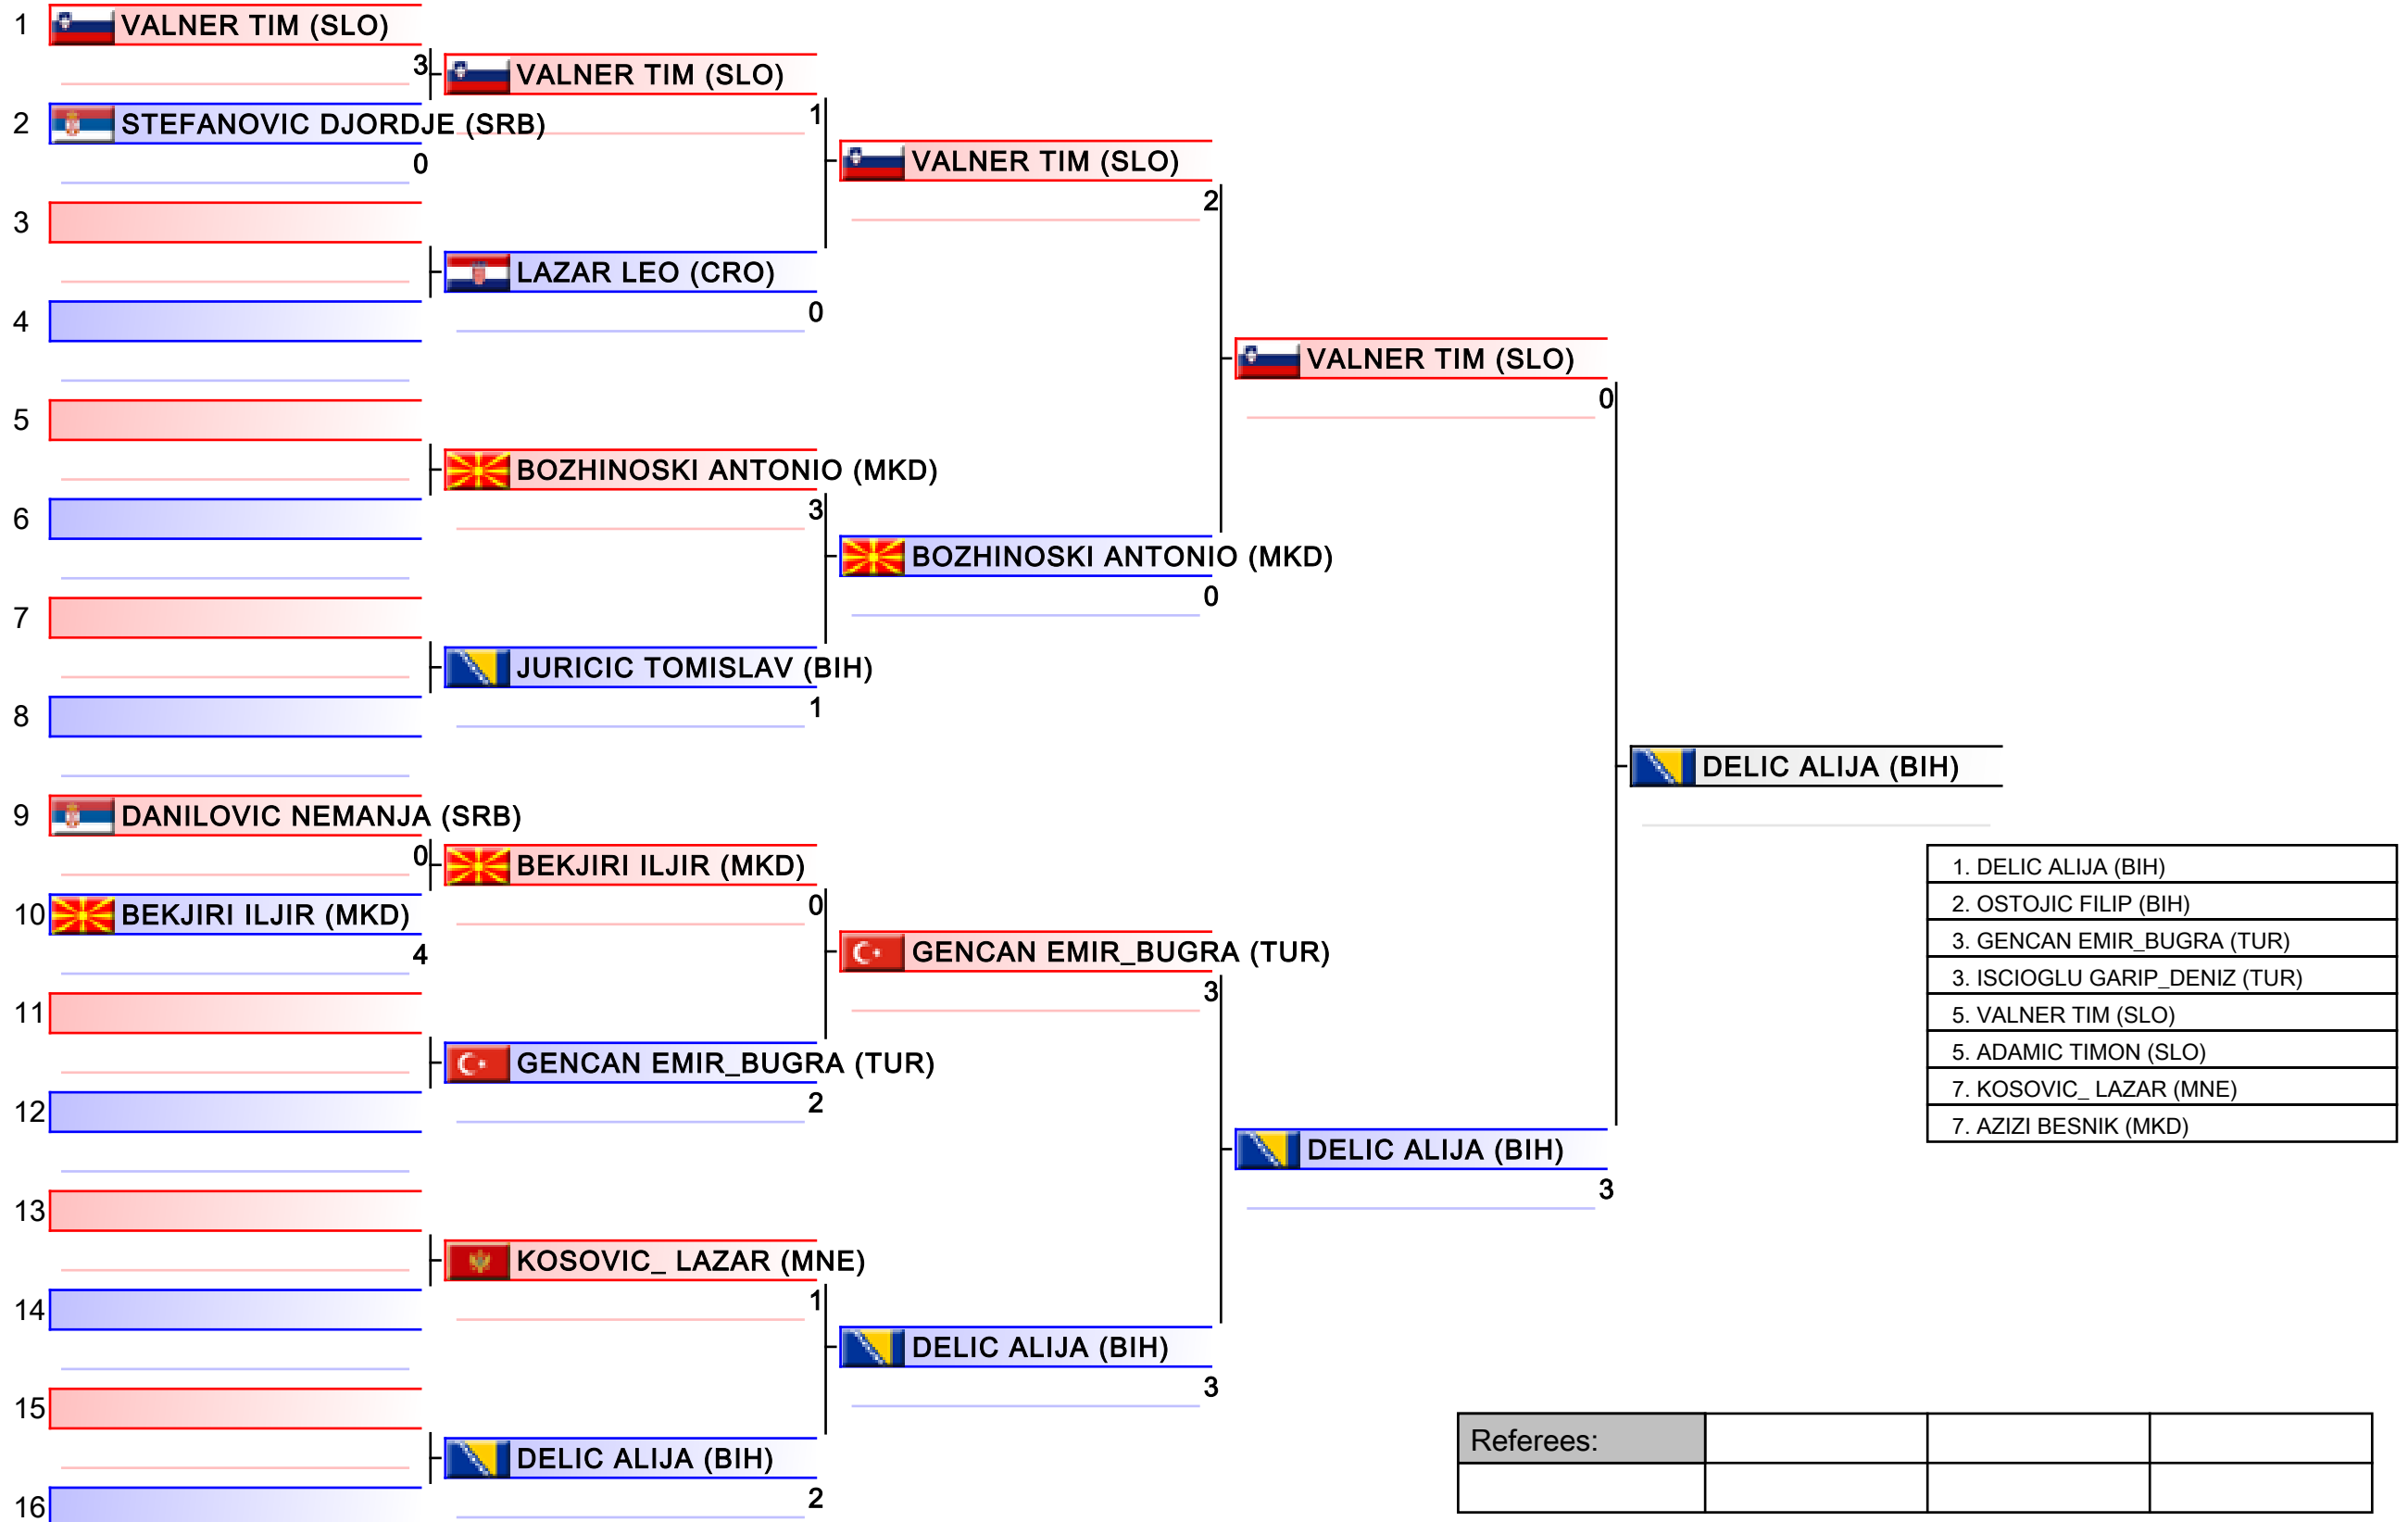 1 VALNER TIM (SLO)
3 VALNER TIM (SLO)
1
2 STEFANOVIC DJORDJE (SRB)
0
VALNER TIM (SLO)
2
3
LAZAR LEO (CRO)
0
4
VALNER TIM (SLO)
0
5
BOZHINOSKI ANTONIO (MKD)
3
6
BOZHINOSKI ANTONIO (MKD)
0
7
JURICIC TOMISLAV (BIH)
1
8
DELIC ALIJA (BIH)
9 DANILOVIC NEMANJA (SRB)
0 BEKJIRI ILJIR (MKD)
0
10 BEKJIRI ILJIR (MKD)
4
GENCAN EMIR_BUGRA (TUR)
3
11
GENCAN EMIR_BUGRA (TUR)
2
12
DELIC ALIJA (BIH)
3
13
KOSOVIC_ LAZAR (MNE)
1
14
DELIC ALIJA (BIH)
3
15
DELIC ALIJA (BIH)
2
16
1. DELIC ALIJA (BIH)
2. OSTOJIC FILIP (BIH)
3. GENCAN EMIR_BUGRA (TUR)
3. ISCIOGLU GARIP_DENIZ (TUR)
5. VALNER TIM (SLO)
5. ADAMIC TIMON (SLO)
7. KOSOVIC_ LAZAR (MNE)
7. AZIZI BESNIK (MKD)
Referees: